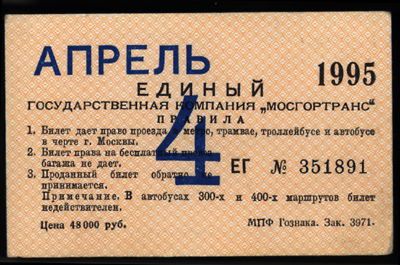 АПРЕЛЬ
1995
ЕДИНЫЙ
ГОСУДАРСТВЕННАЯ КОМПАНИЯ „МОСГОРТРАНС“
ПРАВИЛА
4
1. Билет дает право проезда в метро, трамвае, троллейбусе и автобусе
в черте г. Москвы.
2. Билет права на бесплатный провоз
багажа не дает.
3. Проданный билет обратно не
принимается.
ЕГ № 351891
Примечание. В автобусах 300-х и 400-х маршрутов билет
недействителен.
Цена 48 000 руб.
МПФ Гознака. Зак. 3971.